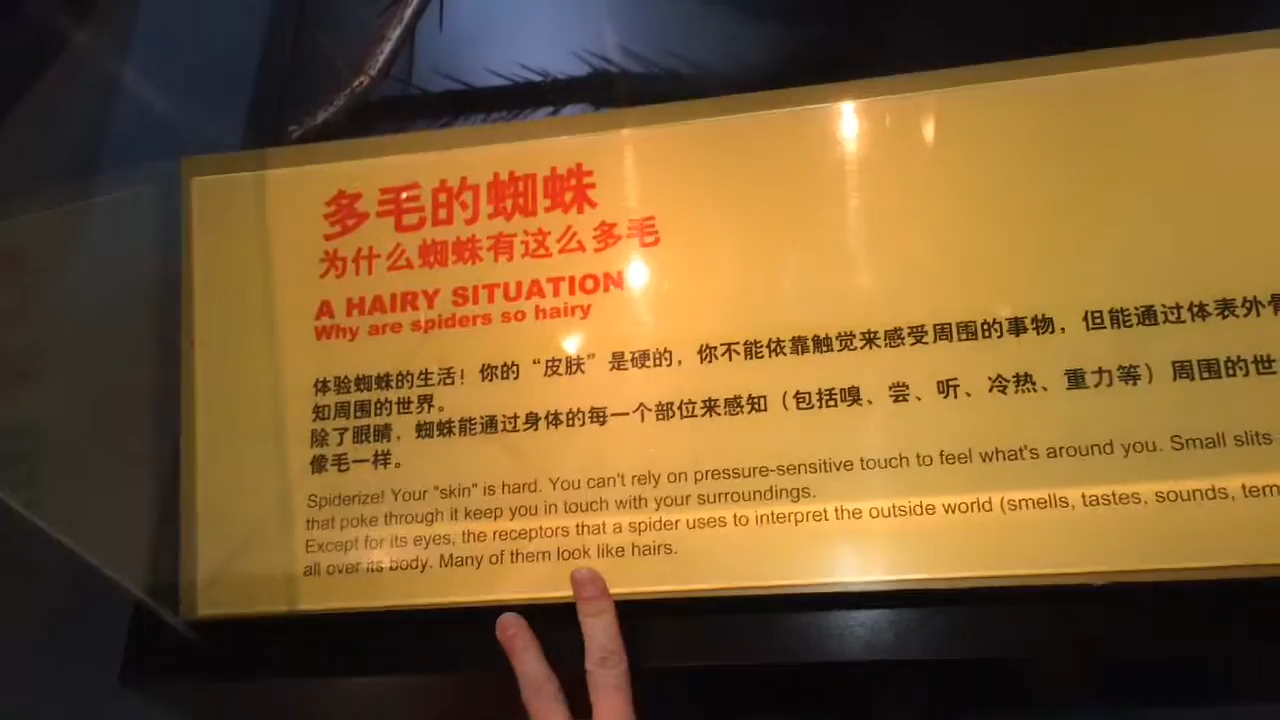 多毛的蜘蛛
为什么蜘蛛有这么多毛
A HAIRY SITUATION
Why are spiders so hairy
体验蜘蛛的生活！你的“皮肤”是硬的，你不能依靠触觉来感受周围的事物，但能通过体表外骨
知周围的世界。
除了眼睛，蜘蛛能通过身体的每一个部位来感知（包括嗅、尝、听、冷热、重力等）周围的世
像毛一样。
Spiderize! Your "skin" is hard. You can't rely on pressure-sensitive touch to feel what's around you. Small slits
that poke through it keep you in touch with your surroundings.
Except for its eyes, the receptors that a spider uses to interpret the outside world (smells, tastes, sounds, tem
all over its body. Many of them look like hairs.